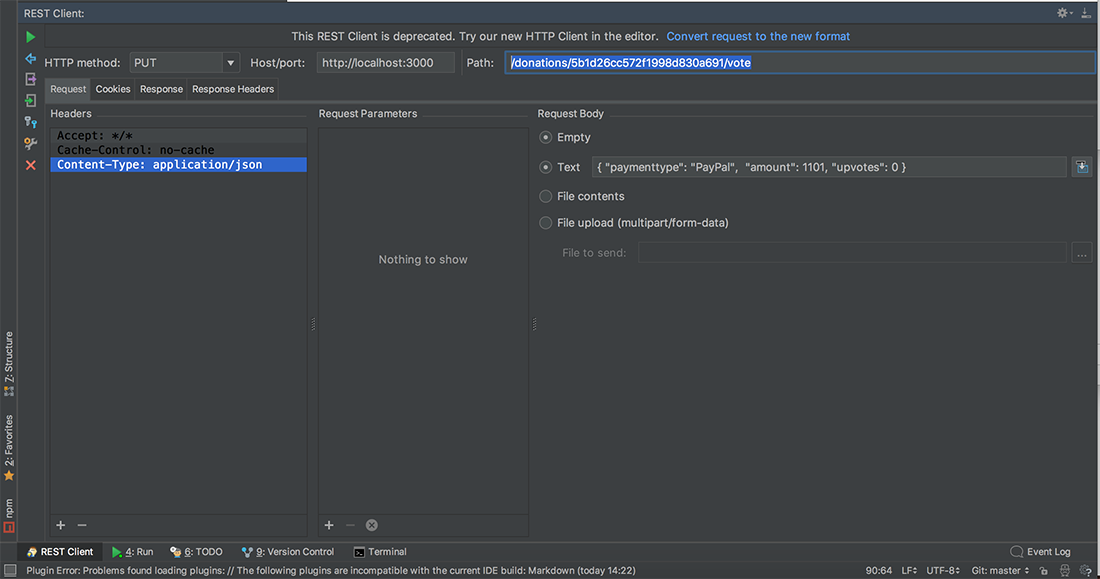 REST Client:
This REST Client is deprecated. Try our new HTTP Client in the editor. Convert request to the new format
HTTP method: PUT Host/port: http://localhost:3000 Path: /donations/5b1d26cc572f1998d830a691/vote
Request Cookies Response Response Headers
Headers
Accept: */*
Cache-Control: no-cache
Content-Type: application/json
Request Parameters
Nothing to show
Request Body
Empty
Text { "paymenttype": "PayPal", "amount": 1101, "upvotes": 0 }
File contents
File upload (multipart/form-data)
File to send: ...
7: Structure
2: Favorites
npm
REST Client 4: Run 6: TODO 9: Version Control Terminal Event Log
Plugin Error: Problems found loading plugins: // The following plugins are incompatible with the current IDE build: Markdown (today 14:22) 90:64 LF UTF-8 Git: master